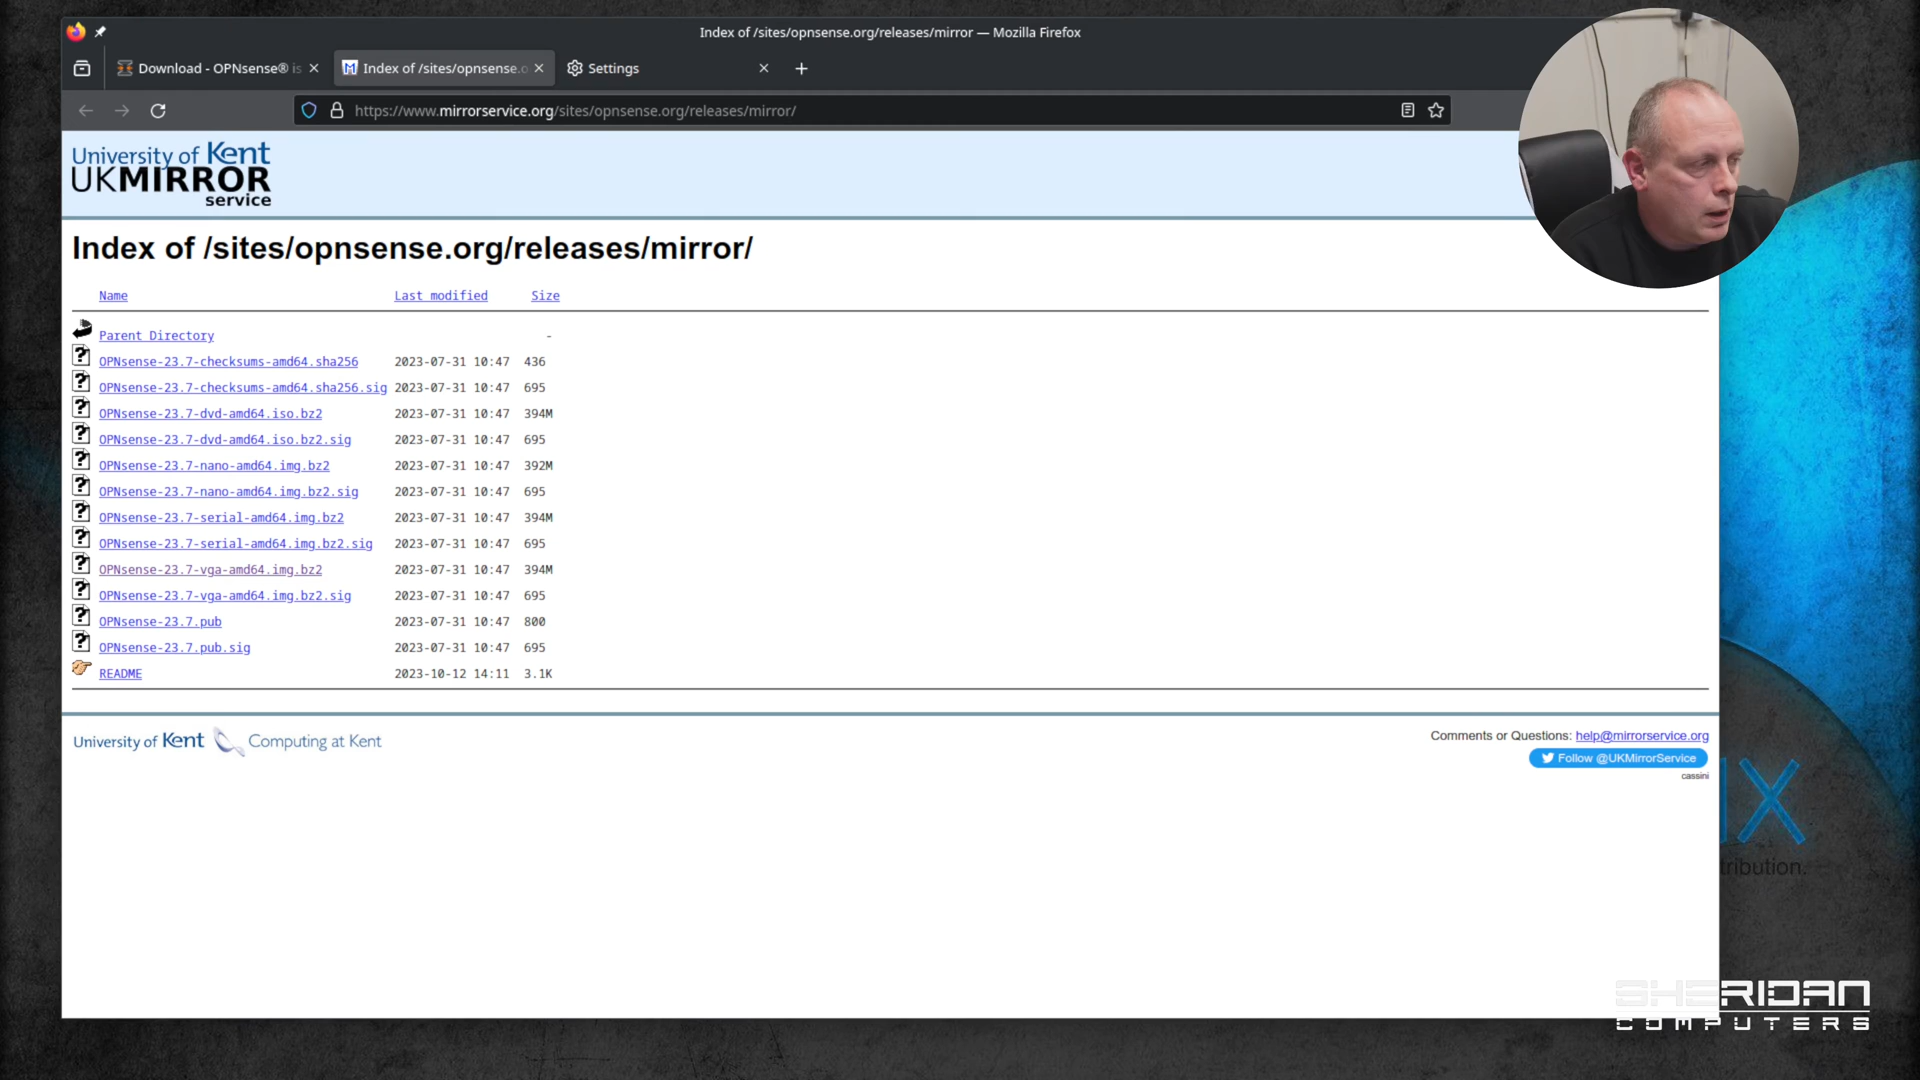 Index of /sites/opnsense.org/releases/mirror — Mozilla Firefox
Download - OPNsense® is
Index of /sites/opnsense.o
Settings
https://www.mirrorservice.org/sites/opnsense.org/releases/mirror/
University of Kent
UKMIRROR
service
Index of /sites/opnsense.org/releases/mirror/
Name Last modified Size
Parent Directory -
OPNsense-23.7-checksums-amd64.sha256 2023-07-31 10:47 436
OPNsense-23.7-checksums-amd64.sha256.sig 2023-07-31 10:47 695
OPNsense-23.7-dvd-amd64.iso.bz2 2023-07-31 10:47 394M
OPNsense-23.7-dvd-amd64.iso.bz2.sig 2023-07-31 10:47 695
OPNsense-23.7-nano-amd64.img.bz2 2023-07-31 10:47 392M
OPNsense-23.7-nano-amd64.img.bz2.sig 2023-07-31 10:47 695
OPNsense-23.7-serial-amd64.img.bz2 2023-07-31 10:47 394M
OPNsense-23.7-serial-amd64.img.bz2.sig 2023-07-31 10:47 695
OPNsense-23.7-vga-amd64.img.bz2 2023-07-31 10:47 394M
OPNsense-23.7-vga-amd64.img.bz2.sig 2023-07-31 10:47 695
OPNsense-23.7.pub 2023-07-31 10:47 800
OPNsense-23.7.pub.sig 2023-07-31 10:47 695
README 2023-10-12 14:11 3.1K
University of Kent Computing at Kent
Comments or Questions: help@mirrorservice.org
Follow @UKMirrorService
cassini
IX
tribution.
SHERIDAN
COMPUTERS